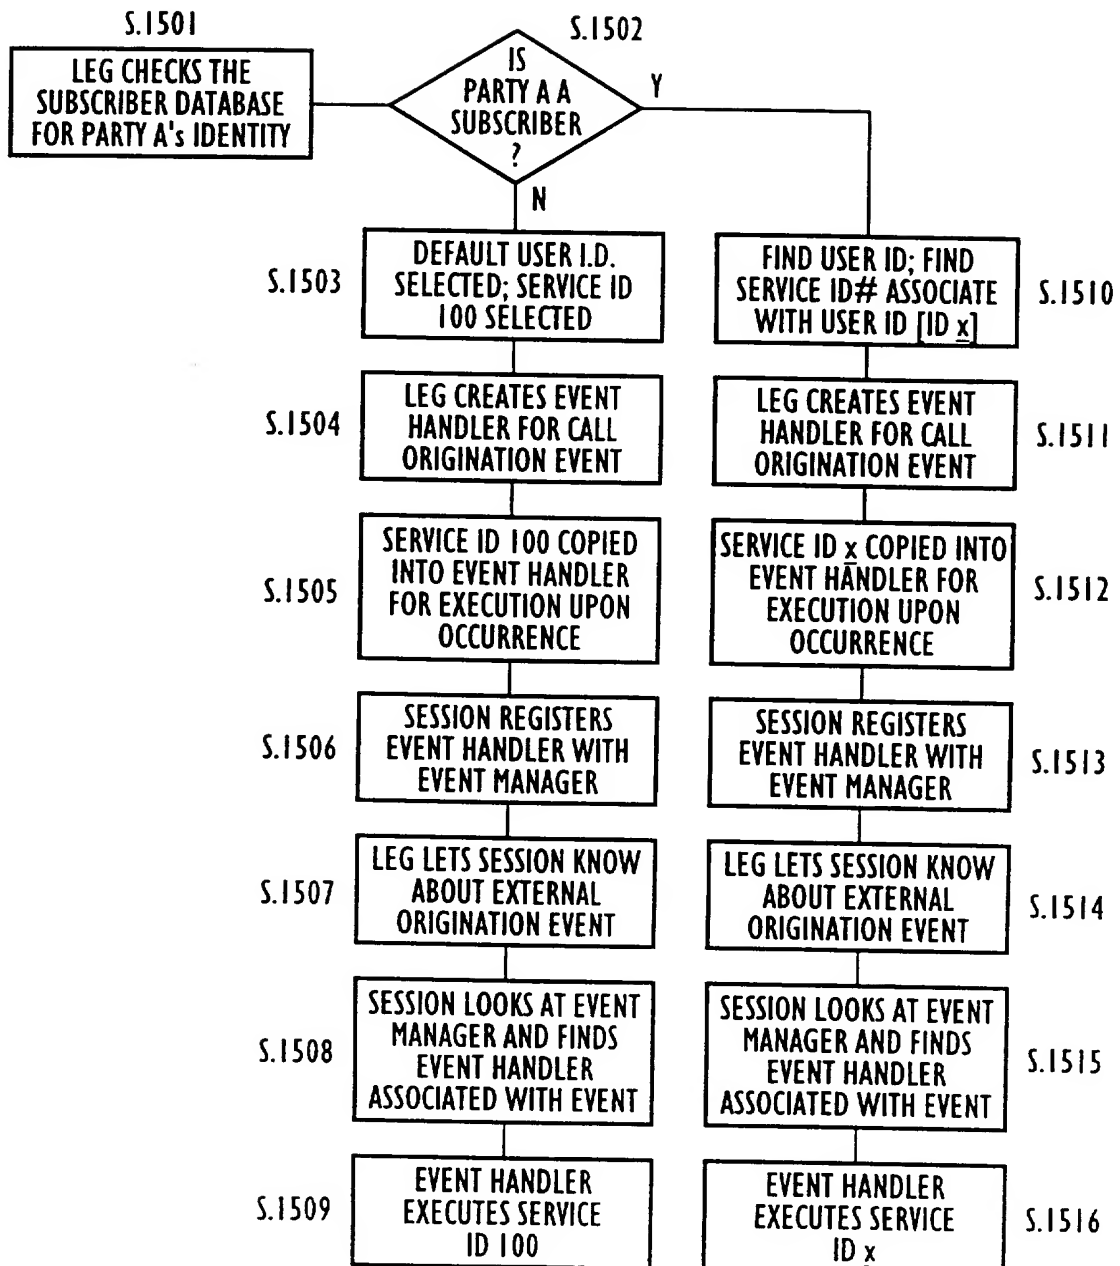 S.1501
LEG CHECKS THE
SUBSCRIBER DATABASE
FOR PARTY A's IDENTITY
S.1502
IS
PARTY A A
SUBSCRIBER
?
Y
N
S.1503
DEFAULT USER I.D.
SELECTED; SERVICE ID
100 SELECTED
S.1504
LEG CREATES EVENT
HANDLER FOR CALL
ORIGINATION EVENT
S.1505
SERVICE ID 100 COPIED
INTO EVENT HANDLER
FOR EXECUTION UPON
OCCURRENCE
S.1506
SESSION REGISTERS
EVENT HANDLER WITH
EVENT MANAGER
S.1507
LEG LETS SESSION KNOW
ABOUT EXTERNAL
ORIGINATION EVENT
S.1508
SESSION LOOKS AT EVENT
MANAGER AND FINDS
EVENT HANDLER
ASSOCIATED WITH EVENT
S.1509
EVENT HANDLER
EXECUTES SERVICE
ID 100
FIND USER ID; FIND
SERVICE ID# ASSOCIATE
WITH USER ID [ID x]
S.1510
LEG CREATES EVENT
HANDLER FOR CALL
ORIGINATION EVENT
S.1511
SERVICE ID x COPIED INTO
EVENT HANDLER FOR
EXECUTION UPON
OCCURRENCE
S.1512
SESSION REGISTERS
EVENT HANDLER WITH
EVENT MANAGER
S.1513
LEG LETS SESSION KNOW
ABOUT EXTERNAL
ORIGINATION EVENT
S.1514
SESSION LOOKS AT EVENT
MANAGER AND FINDS
EVENT HANDLER
ASSOCIATED WITH EVENT
S.1515
EVENT HANDLER
EXECUTES SERVICE
ID x
S.1516